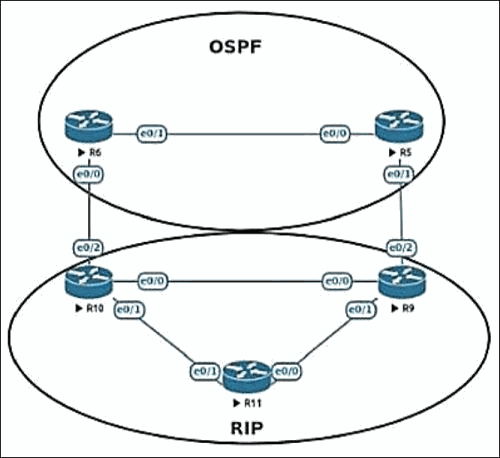 OSPF
e0/1 e0/0
▶ R6 ▶ R5
e0/0 e0/1
e0/2 e0/2
e0/0 e0/0
▶ R10 ▶ R9
e0/1 e0/1
e0/1 e0/0
▶ R11
RIP